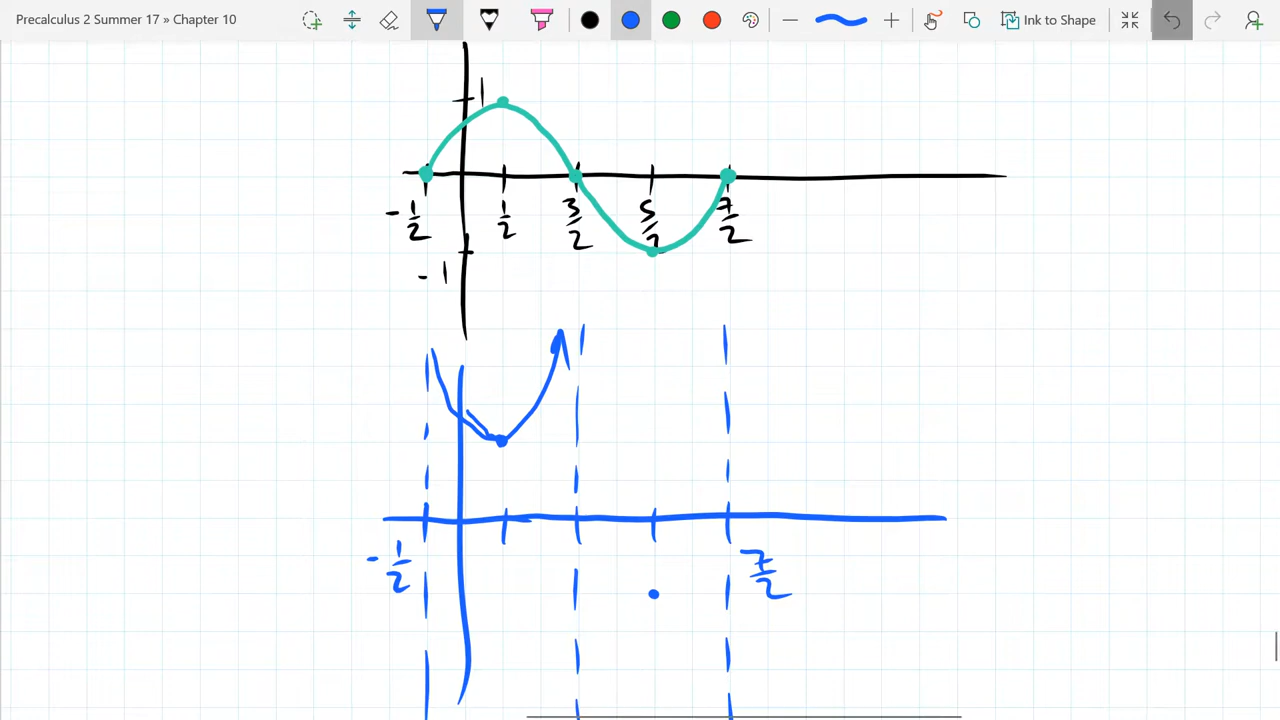 Precalculus 2 Summer 17 » Chapter 10
Ink to Shape
1
-1/2 1/2 3/2 5/2 7/2
-1
-1/2 7/2